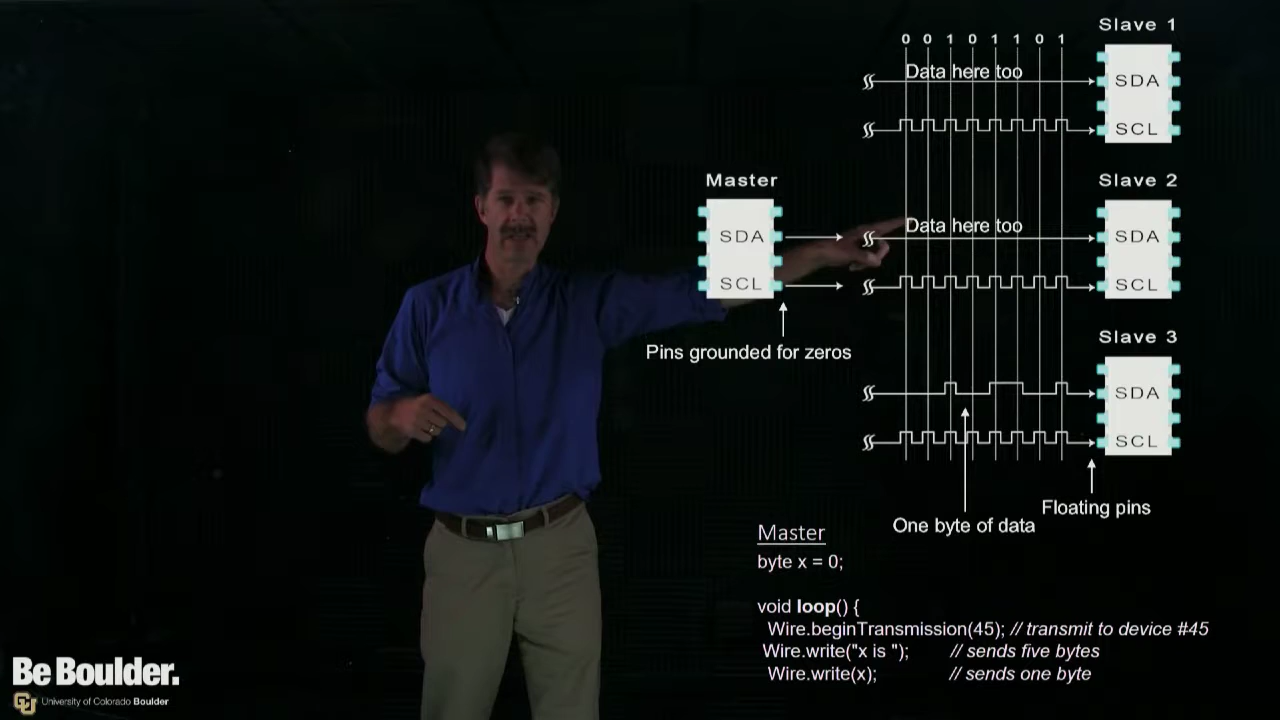 Slave 1
0 0 1 0 1 1 0 1
Data here too
SDA
SCL
Master
SDA
SCL
Pins grounded for zeros
Slave 2
Data here too
SDA
SCL
Slave 3
SDA
SCL
Floating pins
One byte of data
Master
byte x = 0;
void loop() {
Wire.beginTransmission(45); // transmit to device #45
Wire.write("x is "); // sends five bytes
Wire.write(x); // sends one byte
Be Boulder.
CU University of Colorado Boulder